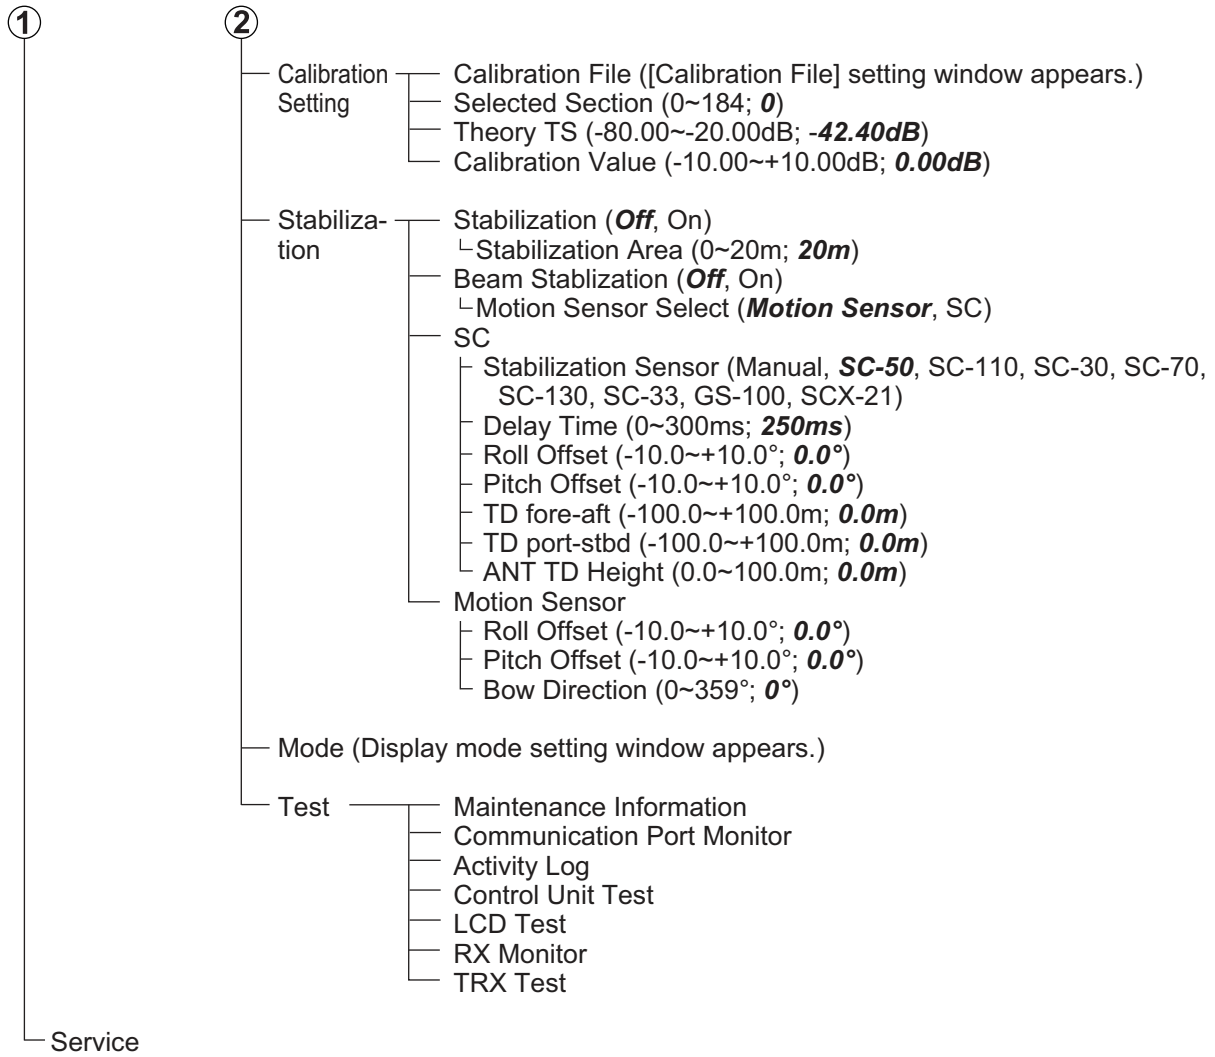 1 2
Calibration Setting
Calibration File ([Calibration File] setting window appears.)
Selected Section (0~184; 0)
Theory TS (-80.00~-20.00dB; -42.40dB)
Calibration Value (-10.00~+10.00dB; 0.00dB)
Stabiliza-
tion
Stabilization (Off, On)
Stabilization Area (0~20m; 20m)
Beam Stablization (Off, On)
Motion Sensor Select (Motion Sensor, SC)
SC
Stabilization Sensor (Manual, SC-50, SC-110, SC-30, SC-70,
SC-130, SC-33, GS-100, SCX-21)
Delay Time (0~300ms; 250ms)
Roll Offset (-10.0~+10.0°; 0.0°)
Pitch Offset (-10.0~+10.0°; 0.0°)
TD fore-aft (-100.0~+100.0m; 0.0m)
TD port-stbd (-100.0~+100.0m; 0.0m)
ANT TD Height (0.0~100.0m; 0.0m)
Motion Sensor
Roll Offset (-10.0~+10.0°; 0.0°)
Pitch Offset (-10.0~+10.0°; 0.0°)
Bow Direction (0~359°; 0°)
Mode (Display mode setting window appears.)
Test
Maintenance Information
Communication Port Monitor
Activity Log
Control Unit Test
LCD Test
RX Monitor
TRX Test
Service